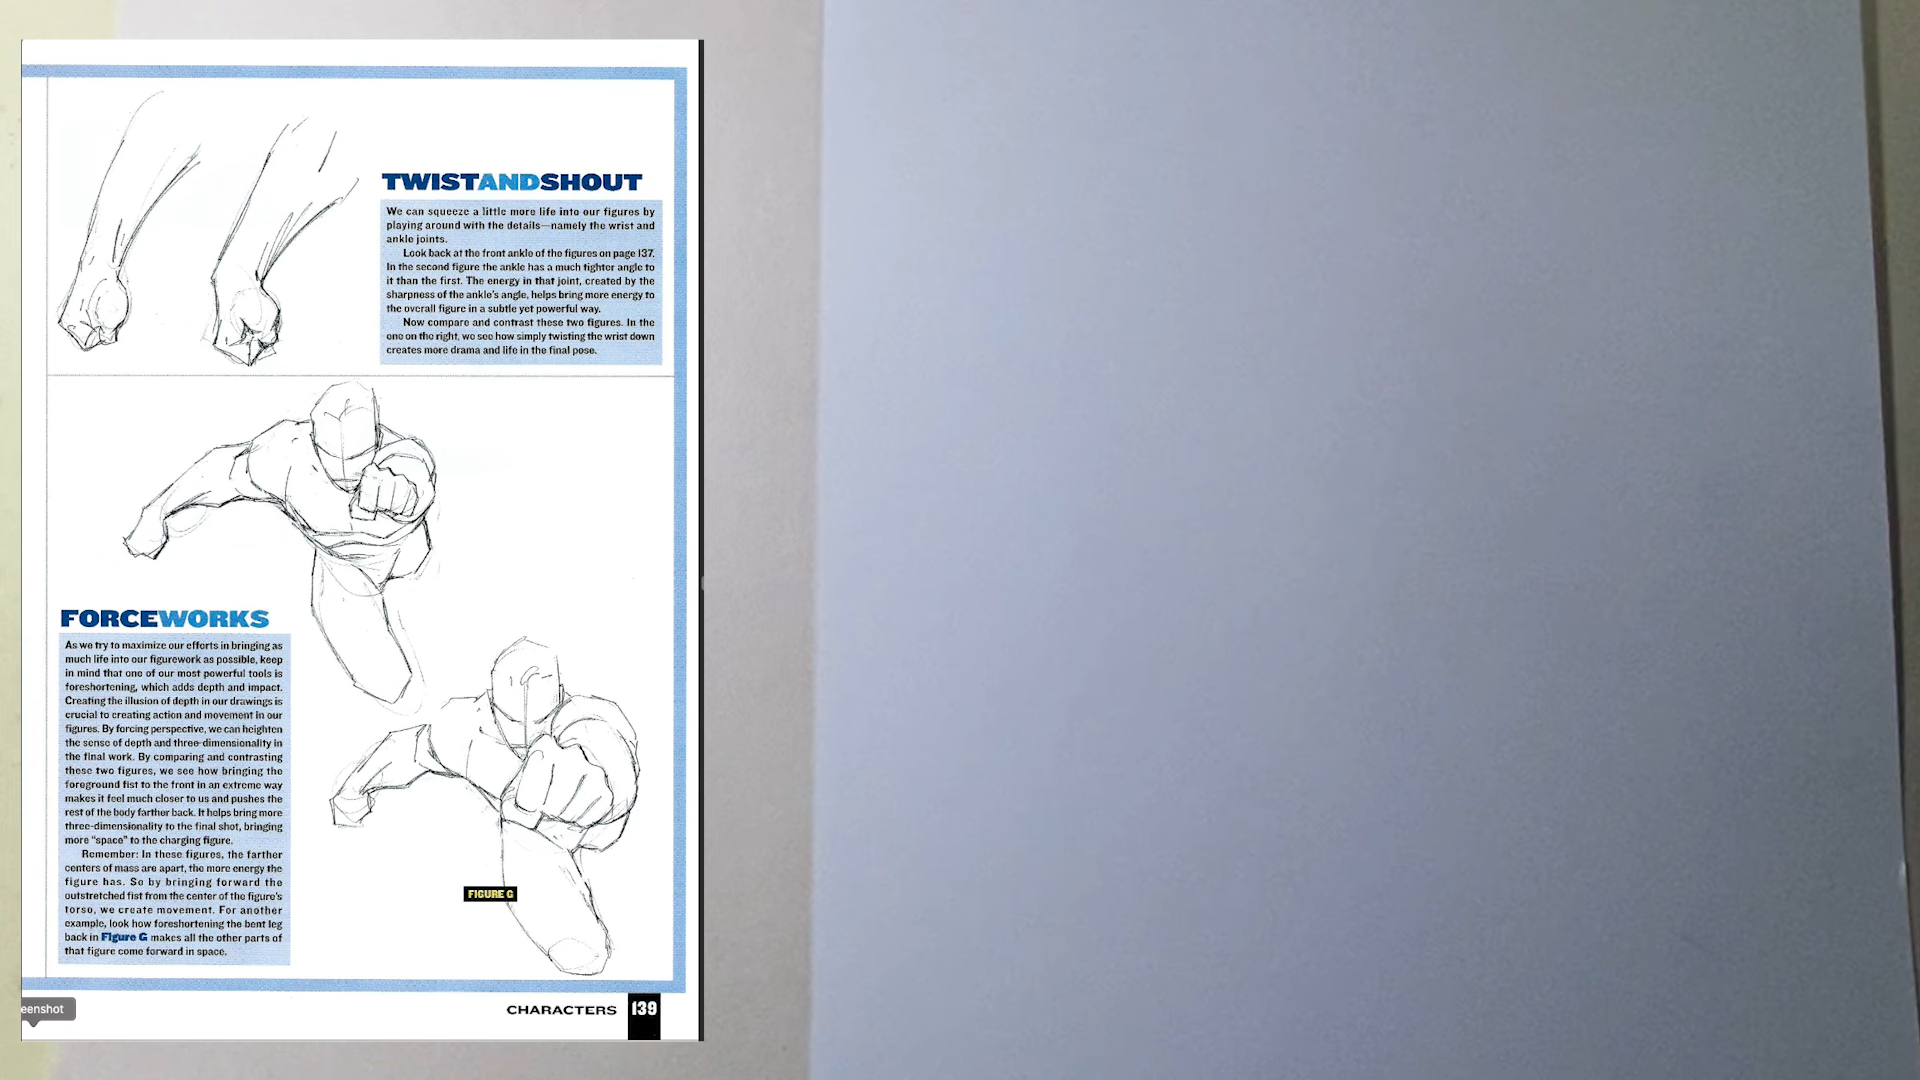 TWISTANDSHOUT
We can squeeze a little more life into our figures by
playing around with the details—namely the wrist and
ankle joints.
Look back at the front ankle of the figures on page 137.
In the second figure the ankle has a much tighter angle to
it than the first. The energy in that joint, created by the
sharpness of the ankle's angle, helps bring more energy to
the overall figure in a subtle yet powerful way.
Now compare and contrast these two figures. In the
one on the right, we see how simply twisting the wrist down
creates more drama and life in the final pose.
FORCEWORKS
As we try to maximize our efforts in bringing as
much life into our figurework as possible, keep
in mind that one of our most powerful tools is
foreshortening, which adds depth and impact.
Creating the illusion of depth in our drawings is
crucial to creating action and movement in our
figures. By forcing perspective, we can heighten
the sense of depth and three-dimensionality in
the final work. By comparing and contrasting
these two figures, we see how bringing the
foreground fist to the front in an extreme way
makes it feel much closer to us and pushes the
rest of the body farther back. It helps bring more
three-dimensionality to the final shot, bringing
more "space" to the charging figure.
Remember: In these figures, the farther
centers of mass are apart, the more energy the
figure has. So by bringing forward the
outstretched fist from the center of the figure's
torso, we create movement. For another
example, look how foreshortening the bent leg
back in Figure G makes all the other parts of
that figure come forward in space.
FIGURE G
eenshot
CHARACTERS 139